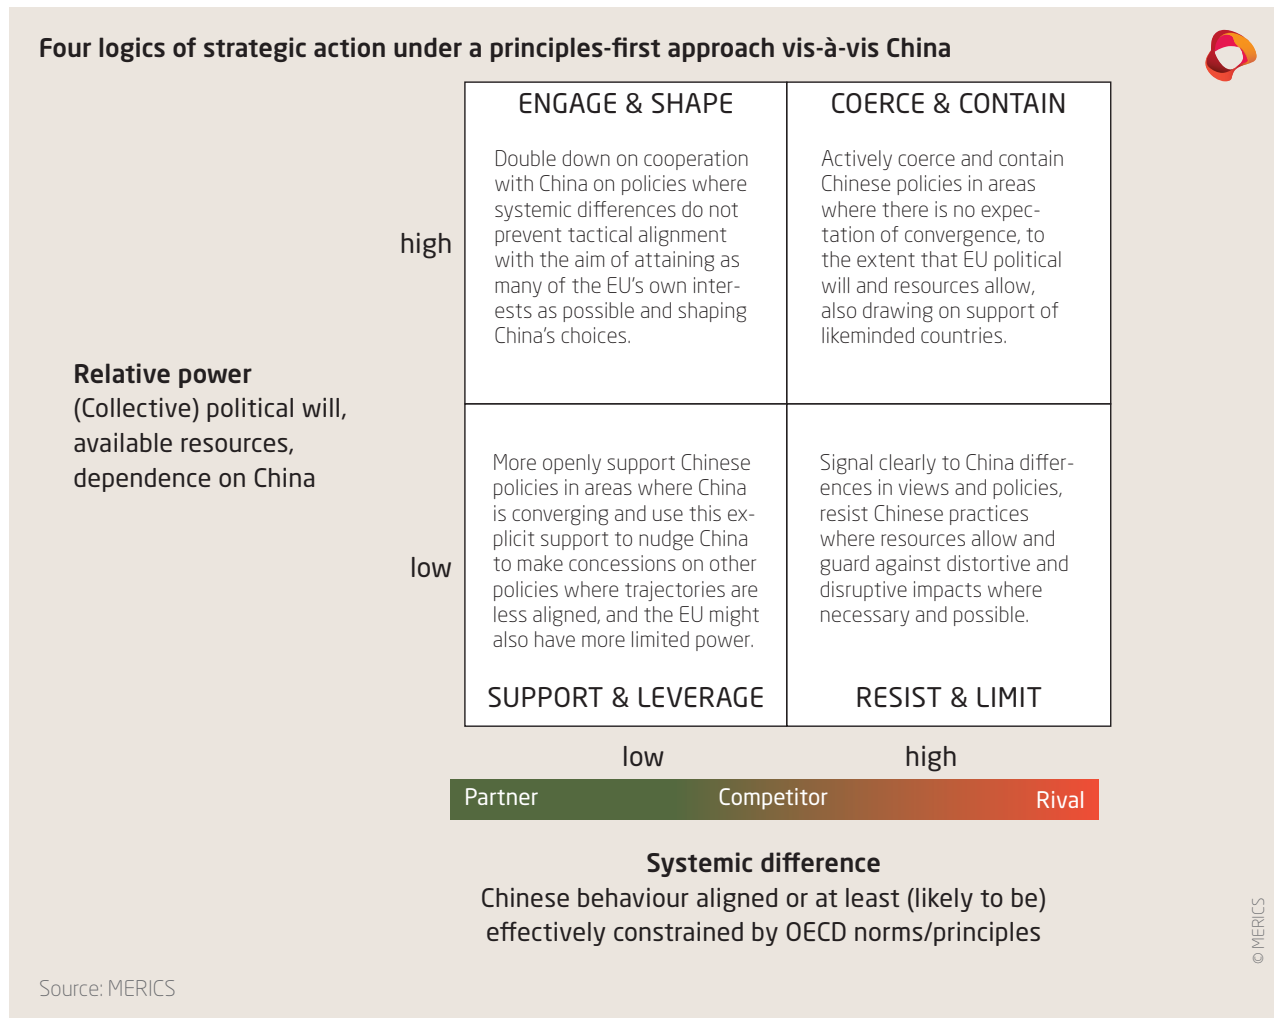 Four logics of strategic action under a principles-first approach vis-à-vis China
ENGAGE & SHAPE
Double down on cooperation
with China on policies where
systemic differences do not
prevent tactical alignment
with the aim of attaining as
many of the EU's own inter-
ests as possible and shaping
China's choices.
COERCE & CONTAIN
Actively coerce and contain
Chinese policies in areas
where there is no expec-
tation of convergence, to
the extent that EU political
will and resources allow,
also drawing on support of
likeminded countries.
high
Relative power
(Collective) political will,
available resources,
dependence on China
low
More openly support Chinese
policies in areas where China
is converging and use this ex-
plicit support to nudge China
to make concessions on other
policies where trajectories are
less aligned, and the EU might
also have more limited power.
SUPPORT & LEVERAGE
Signal clearly to China differ-
ences in views and policies,
resist Chinese practices
where resources allow and
guard against distortive and
disruptive impacts where
necessary and possible.
RESIST & LIMIT
low
high
Partner
Competitor
Rival
Systemic difference
Chinese behaviour aligned or at least (likely to be)
effectively constrained by OECD norms/principles
© MERICS
Source: MERICS